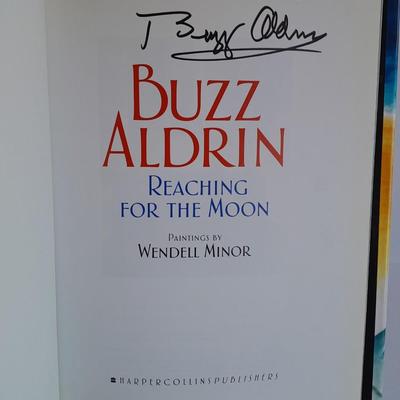 Buzz Aldrin
BUZZ
ALDRIN
REACHING
FOR THE MOON
PAINTINGS BY
WENDELL MINOR
HARPERCOLLINSPUBLISHERS